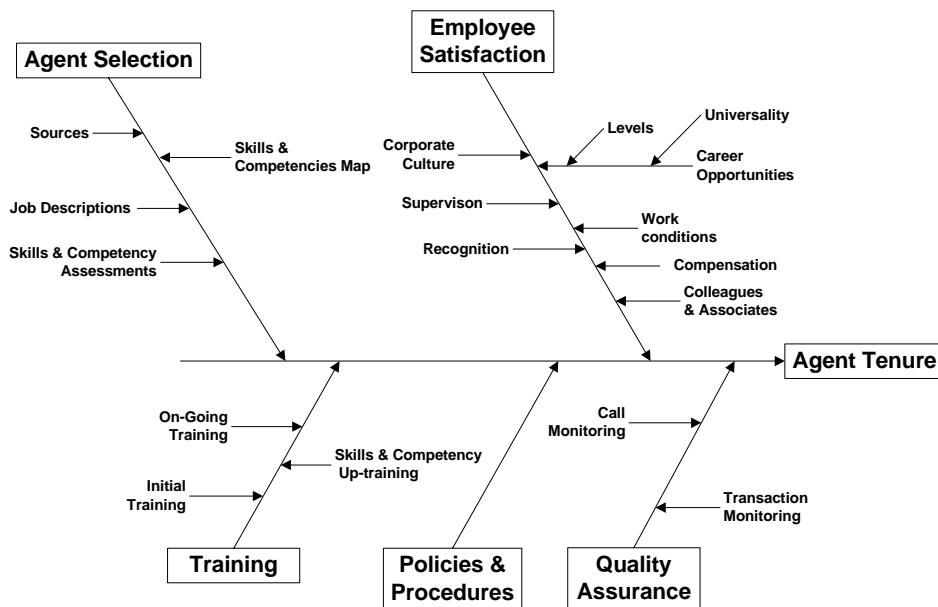 Employee
Satisfaction
Agent Selection
Sources
Skills &
Competencies Map
Job Descriptions
Skills & Competency
Assessments
Levels
Universality
Corporate
Culture
Career
Opportunities
Supervison
Work
conditions
Recognition
Compensation
Colleagues
& Associates
Agent Tenure
On-Going
Training
Skills & Competency
Up-training
Initial
Training
Call
Monitoring
Transaction
Monitoring
Training
Policies &
Procedures
Quality
Assurance